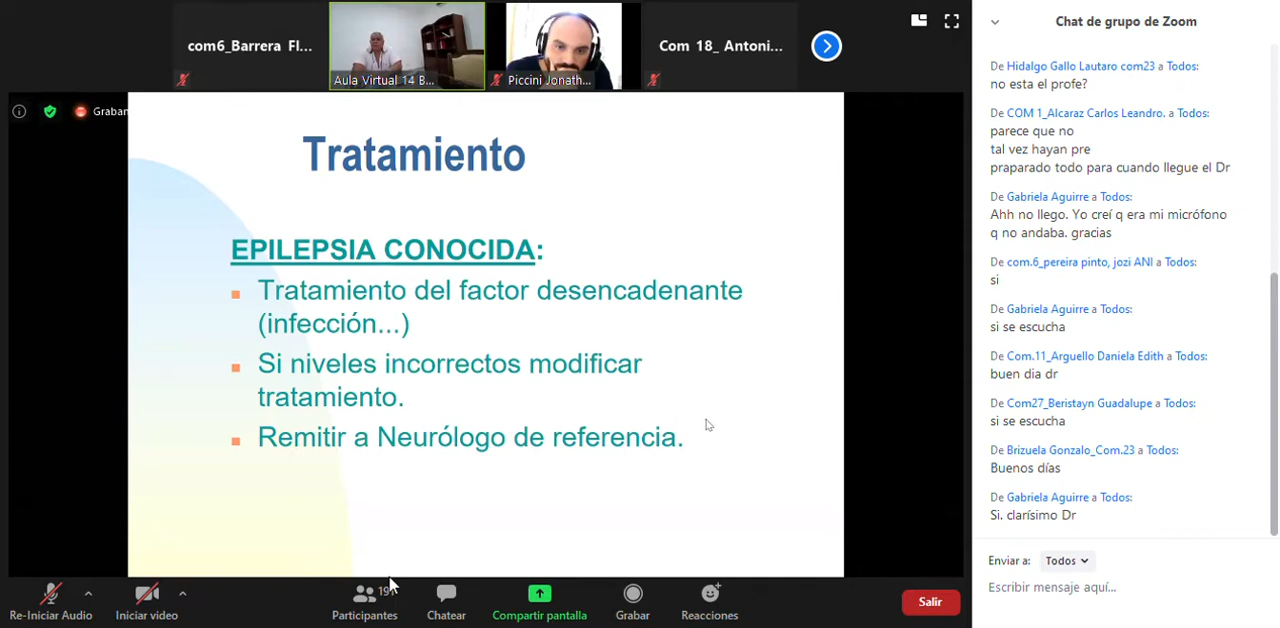 com6_Barrera Fl...
Aula Virtual 14 B...
Piccini Jonath...
Com 18_ Antoni...
Graban
Tratamiento
EPILEPSIA CONOCIDA:
Tratamiento del factor desencadenante
(infección...)
Si niveles incorrectos modificar
tratamiento.
Remitir a Neurólogo de referencia.
Re-Iniciar Audio
Iniciar video
Participantes
Chatear
Compartir pantalla
Grabar
Reacciones
Salir
Chat de grupo de Zoom
De Hidalgo Gallo Lautaro com23 a Todos:
no esta el profe?
De COM 1_Alcaraz Carlos Leandro. a Todos:
parece que no
tal vez hayan pre
praparado todo para cuando llegue el Dr
De Gabriela Aguirre a Todos:
Ahh no llego. Yo creí q era mi micrófono
q no andaba. gracias
De com.6_pereira pinto, jozi ANI a Todos:
si
De Gabriela Aguirre a Todos:
si se escucha
De Com.11_Arguello Daniela Edith a Todos:
buen dia dr
De Com27_Beristayn Guadalupe a Todos:
si se escucha
De Brizuela Gonzalo_Com.23 a Todos:
Buenos días
De Gabriela Aguirre a Todos:
Si. clarísimo Dr
Enviar a: Todos
Escribir mensaje aquí...